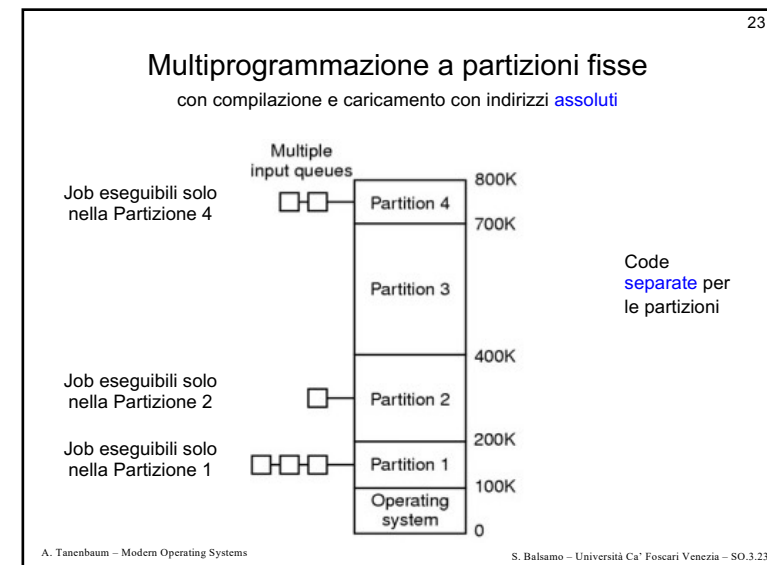 23
Multiprogrammazione a partizioni fisse
con compilazione e caricamento con indirizzi assoluti
Multiple
input queues
800K
Job eseguibili solo
nella Partizione 4
Partition 4
700K
Partition 3
Code
separate per
le partizioni
400K
Job eseguibili solo
nella Partizione 2
Partition 2
200K
Job eseguibili solo
nella Partizione 1
Partition 1
100K
Operating
system
0
A. Tanenbaum – Modern Operating Systems
S. Balsamo – Università Ca’ Foscari Venezia – SO.3.23